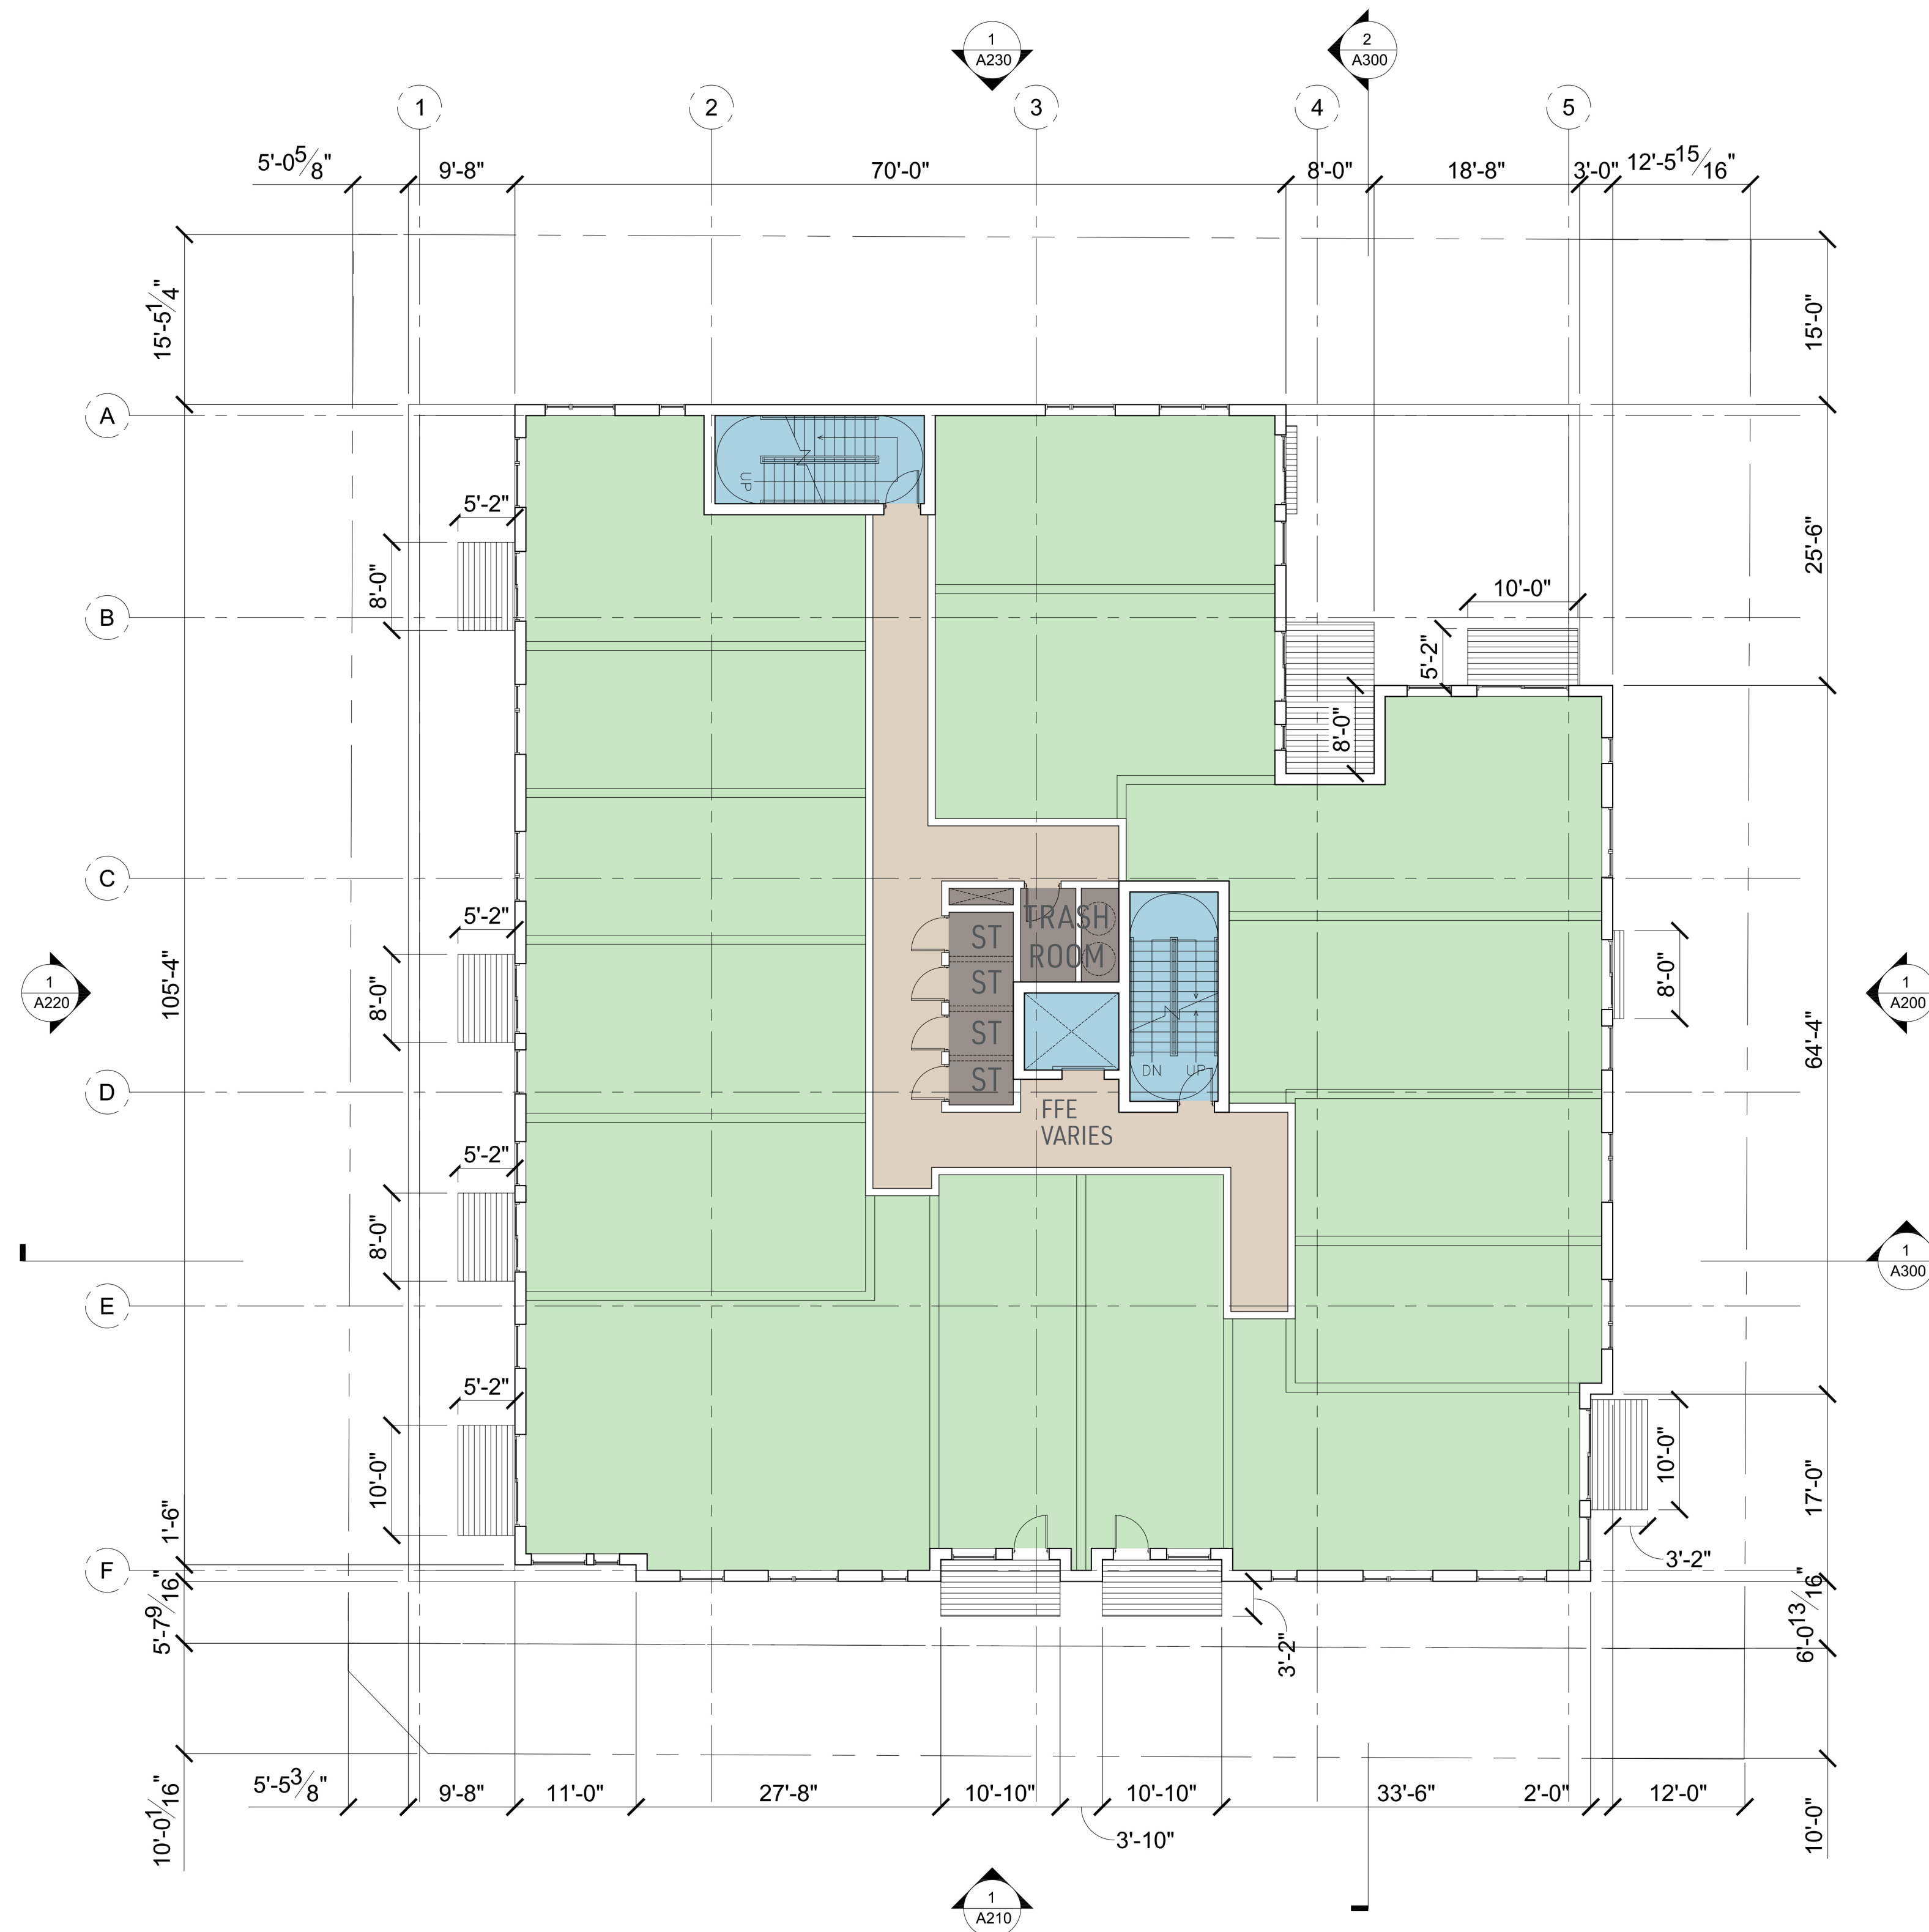 1
A230
2
A300
1
2
3
4
5
5'-0 5/8"
9'-8"
70'-0"
8'-0"
18'-8"
3'-0"
12'-5 15/16"
15'-5 1/4"
15'-0"
A
UP
5'-2"
8'-0"
25'-6"
B
10'-0"
5'-2"
8'-0"
C
TRASH
ROOM
ST
ST
ST
ST
5'-2"
8'-0"
8'-0"
1
A220
105'-4"
1
A200
64'-4"
D
DN
UP
FFE
VARIES
5'-2"
8'-0"
1
A300
E
5'-2"
10'-0"
10'-0"
17'-0"
1'-6"
F
3'-2"
5'-7 9/16"
3'-2"
6'-0 13/16"
5'-5 3/8"
9'-8"
11'-0"
27'-8"
10'-10"
10'-10"
33'-6"
2'-0"
12'-0"
3'-10"
10'-0 1/16"
10'-0"
1
A210